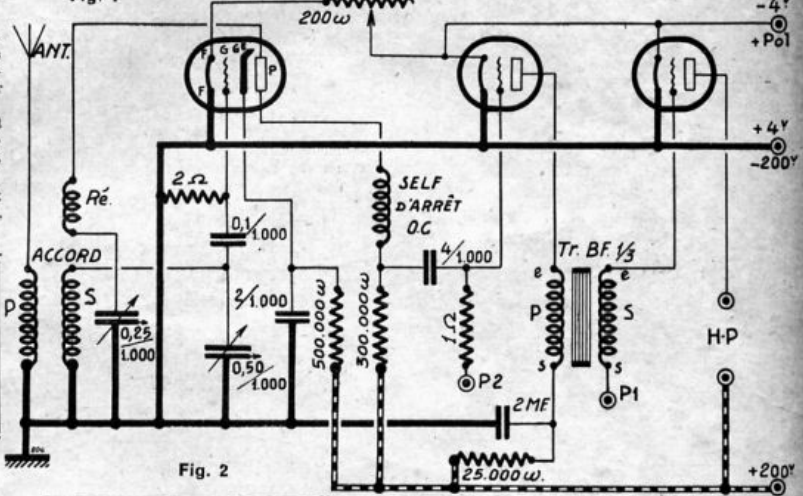 200ω
-4V
+Pol
ANT.
F G GE P
F
+4V
-200V
2Ω
Ré.
SELF
D'ARRÊT
O.C
0,1/1.000
4/1.000
Tr. BF. 1/3
ACCORD
P S
e e
P S
s s
2/1.000
500.000ω
300.000ω
1Ω
H-P
0,25/1.000
0,50/1.000
P2
P1
2MF
25.000ω.
+200V
Fig. 2